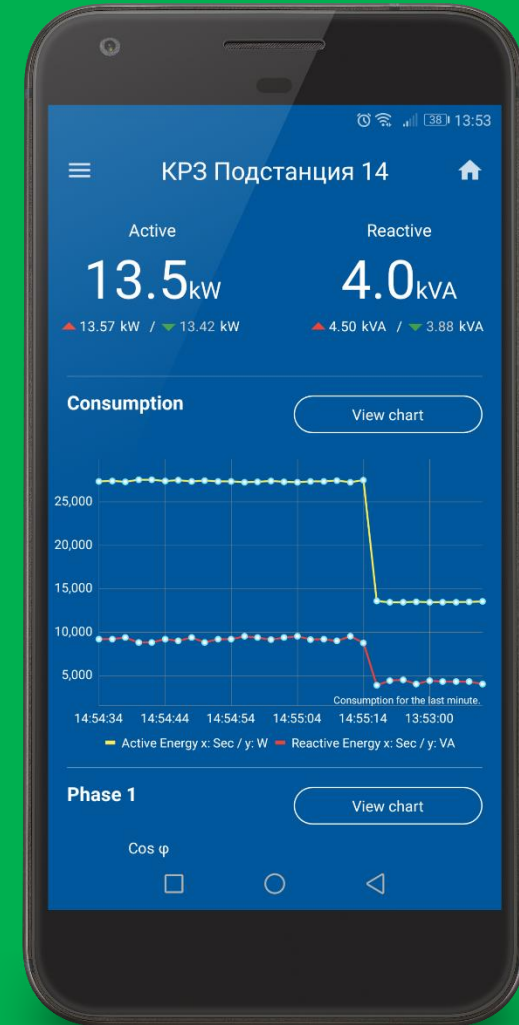 38 13:53
КРЗ Подстанция 14
Active
Reactive
13.5kW
4.0kVA
13.57 kW / 13.42 kW
4.50 kVA / 3.88 kVA
Consumption
View chart
25,000
20,000
15,000
10,000
5,000
Consumption for the last minute.
14:54:34 14:54:44 14:54:54 14:55:04 14:55:14 13:53:00
Active Energy x: Sec / y: W Reactive Energy x: Sec / y: VA
Phase 1
View chart
Cos φ